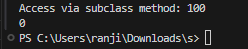 Access via subclass method: 100
0
PS C:\Users\ranji\Downloads\s>